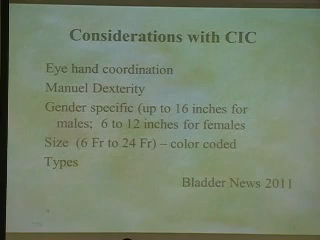 Considerations with CIC
Eye hand coordination
Manuel Dexterity
Gender specific (up to 16 inches for
males; 6 to 12 inches for females
Size (6 Fr to 24 Fr) – color coded
Types
Bladder News 2011